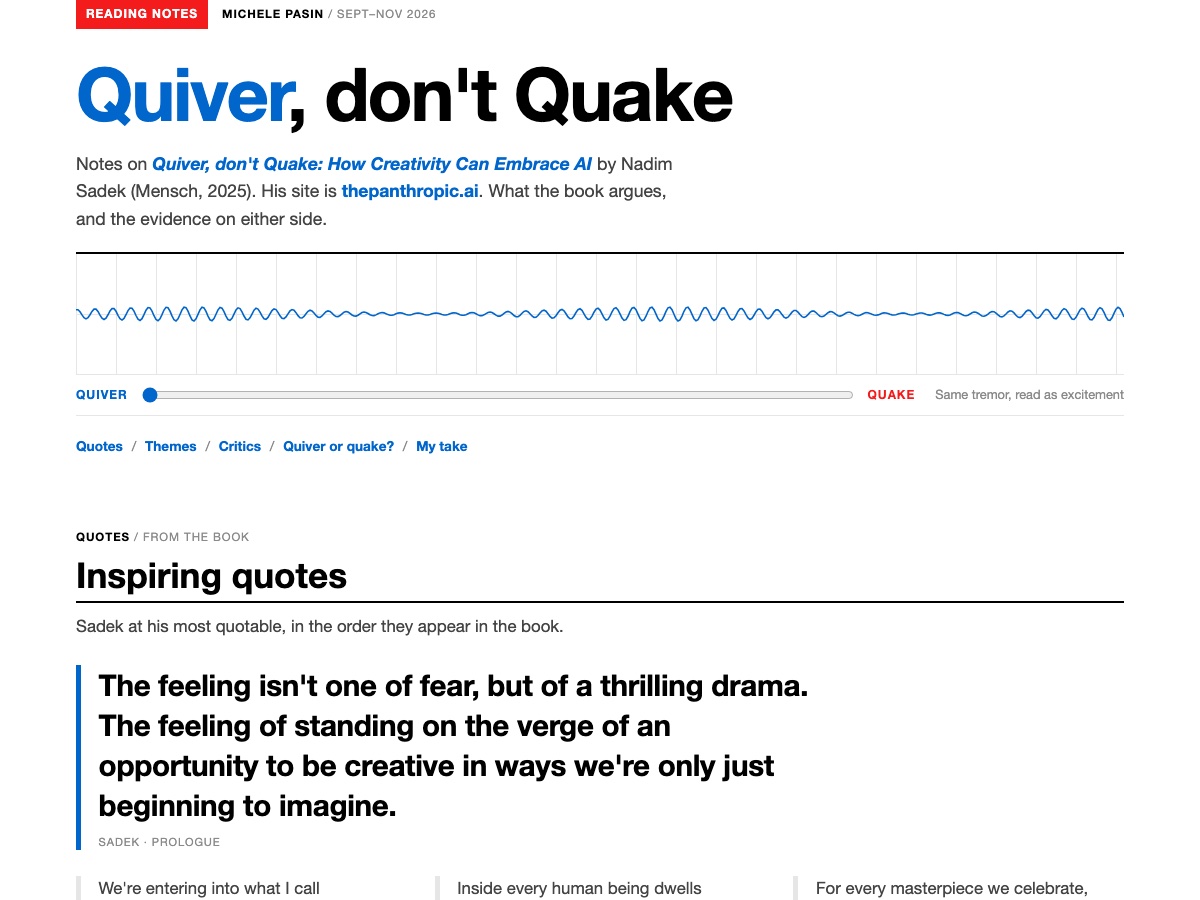 READING NOTES MICHELE PASIN / SEPT–NOV 2026
Quiver, don't Quake
Notes on Quiver, don't Quake: How Creativity Can Embrace AI by Nadim
Sadek (Mensch, 2025). His site is thepanthropic.ai. What the book argues,
and the evidence on either side.
QUIVER QUAKE Same tremor, read as excitement
Quotes / Themes / Critics / Quiver or quake? / My take
QUOTES / FROM THE BOOK
Inspiring quotes
Sadek at his most quotable, in the order they appear in the book.
The feeling isn't one of fear, but of a thrilling drama.
The feeling of standing on the verge of an
opportunity to be creative in ways we're only just
beginning to imagine.
SADEK · PROLOGUE
We're entering into what I call
Inside every human being dwells
For every masterpiece we celebrate,